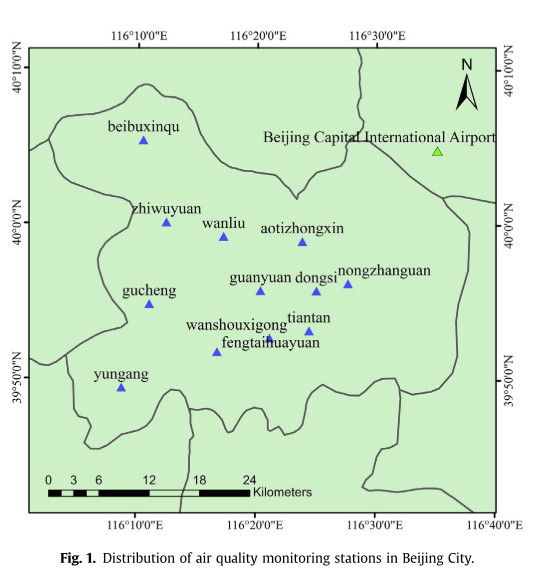 116°10'0"E 116°20'0"E 116°30'0"E
40°10'0"N 40°10'0"N
N
beibuxinqu
Beijing Capital International Airport
zhiwuyuan
wanliu
aotizhongxin
40°0'0"N 40°0'0"N
guanyuan dongsi nongzhanguan
gucheng
wanshouxigong tiantan
fengtaihuayuan
yungang
39°50'0"N 39°50'0"N
0 3 6 12 18 24
Kilometers
116°10'0"E 116°20'0"E 116°30'0"E 116°40'0"E
Fig. 1. Distribution of air quality monitoring stations in Beijing City.